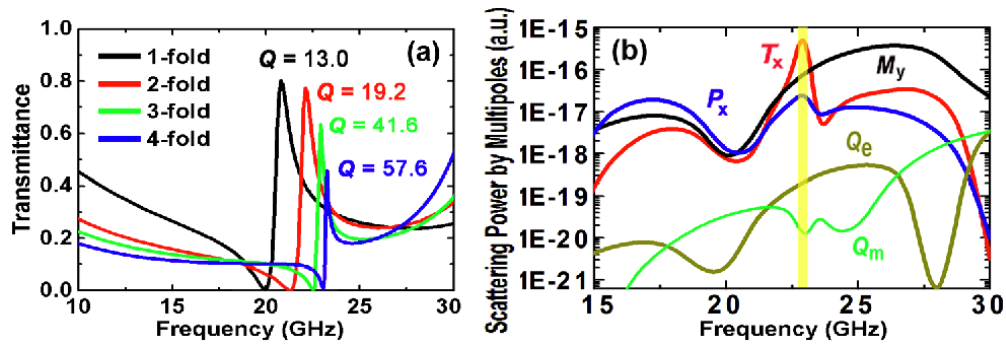 (a)
1-fold
2-fold
3-fold
4-fold
Q = 13.0
Q = 19.2
Q = 41.6
Q = 57.6
Transmittance
1.0
0.8
0.6
0.4
0.2
0.0
10 15 20 25 30
Frequency (GHz)
(b)
Scattering Power by Multipoles (a.u.)
1E-15
1E-16
1E-17
1E-18
1E-19
1E-20
1E-21
Tx
My
Px
Qe
Qm
15 20 25 30
Frequency (GHz)